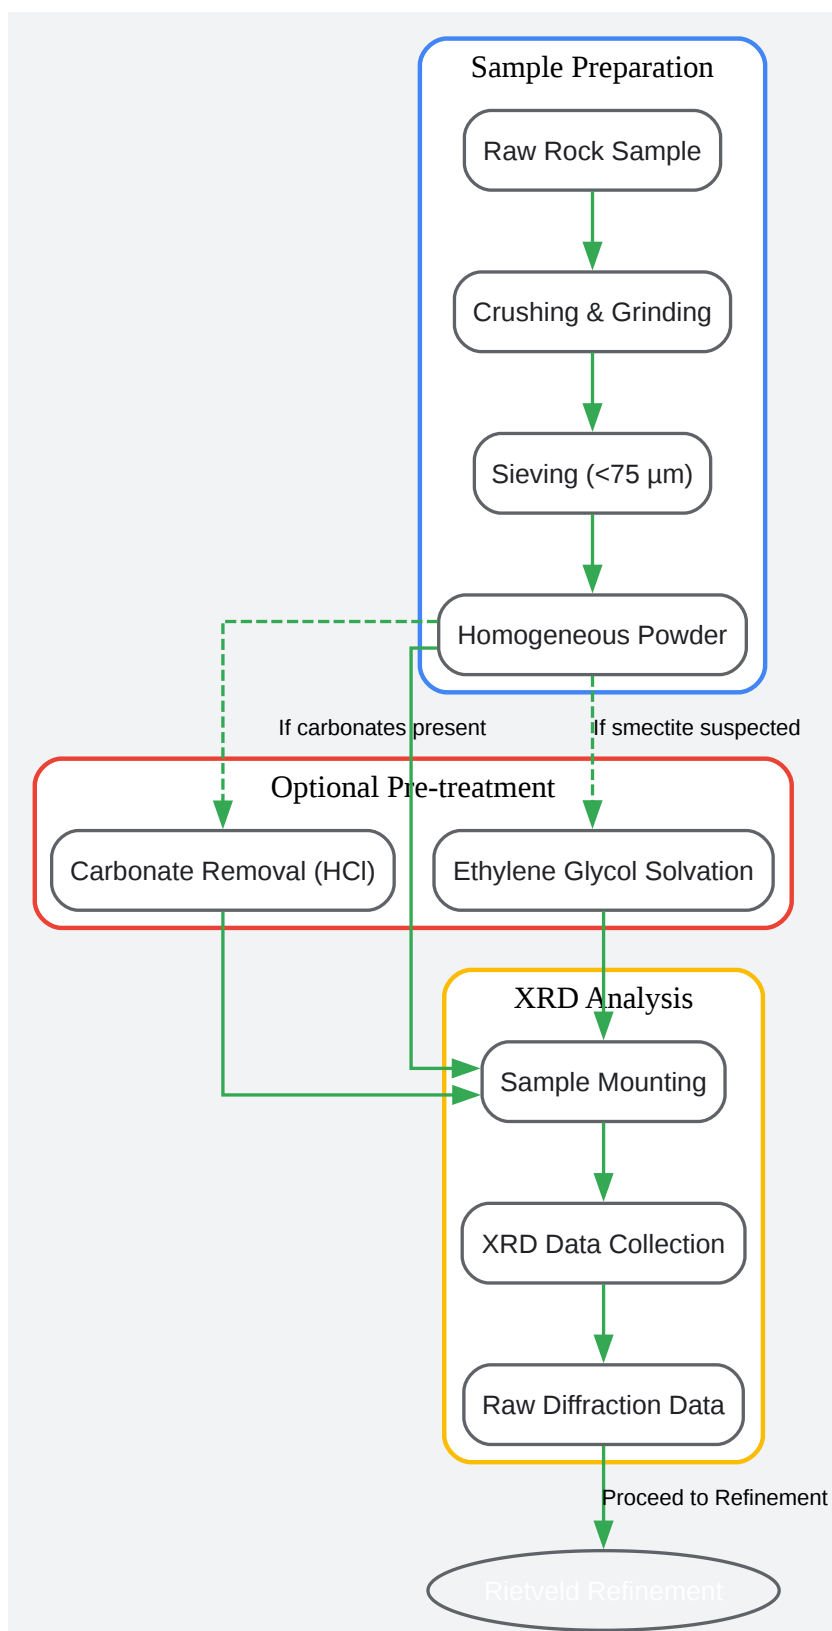 Sample Preparation
Raw Rock Sample
Crushing & Grinding
Sieving (<75 µm)
Homogeneous Powder
If carbonates present
If smectite suspected
Optional Pre-treatment
Carbonate Removal (HCl)
Ethylene Glycol Solvation
XRD Analysis
Sample Mounting
XRD Data Collection
Raw Diffraction Data
Proceed to Refinement
Rietveld Refinement